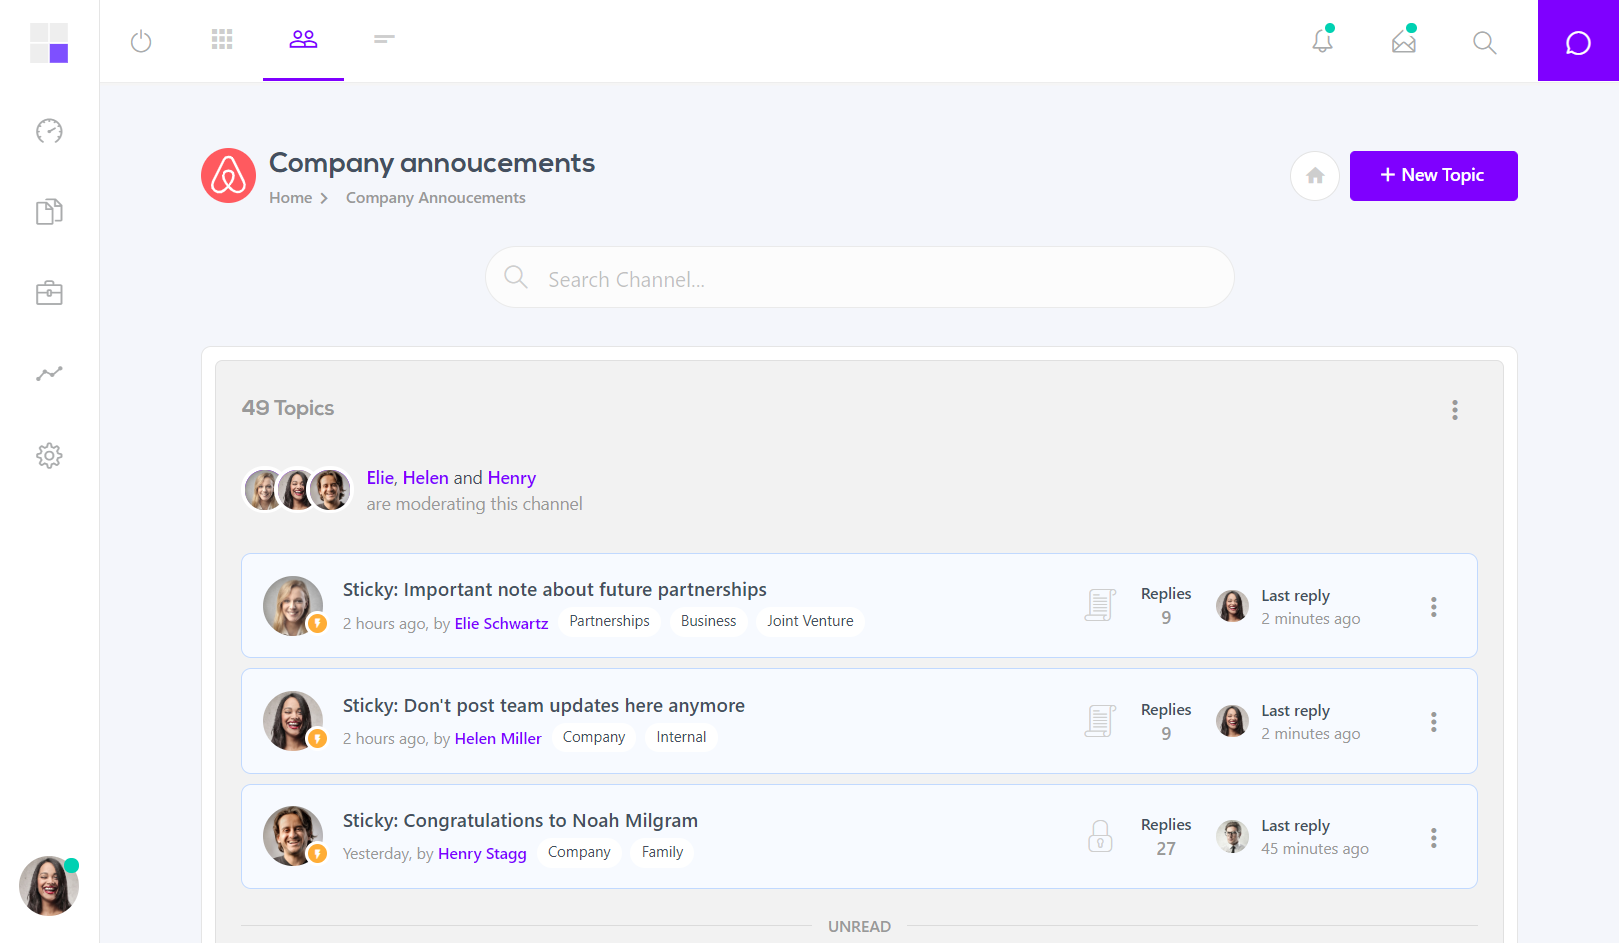 Company annoucements
Home
Company Annoucements
+ New Topic
Search Channel...
49 Topics
Elie, Helen and Henry
are moderating this channel
Sticky: Important note about future partnerships
2 hours ago, by Elie Schwartz
Partnerships
Business
Joint Venture
Replies
9
Last reply
2 minutes ago
Sticky: Don't post team updates here anymore
2 hours ago, by Helen Miller
Company
Internal
Replies
9
Last reply
2 minutes ago
Sticky: Congratulations to Noah Milgram
Yesterday, by Henry Stagg
Company
Family
Replies
27
Last reply
45 minutes ago
UNREAD